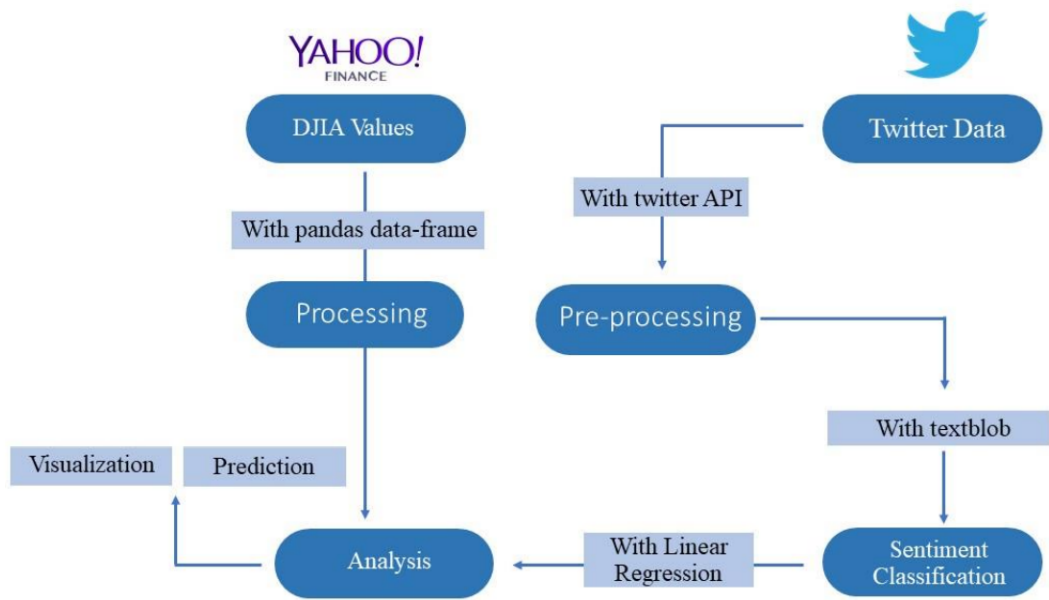 YAHOO!
FINANCE
DJIA Values
Twitter Data
With twitter API
With pandas data-frame
Processing
Pre-processing
With textblob
Visualization
Prediction
Analysis
With Linear
Regression
Sentiment
Classification